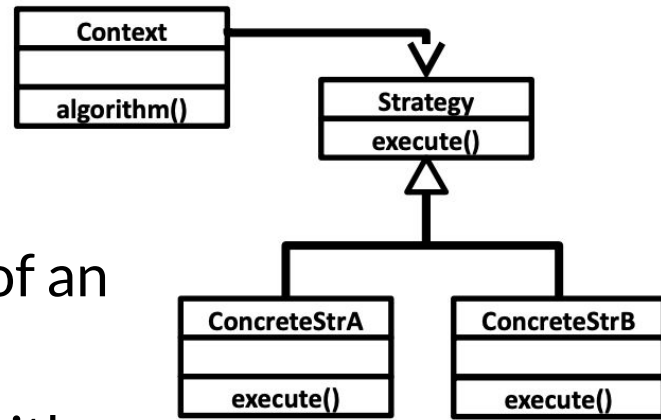 Context
algorithm()
Strategy
execute()
of an
ConcreteStrA
ConcreteStrB
execute()
execute()